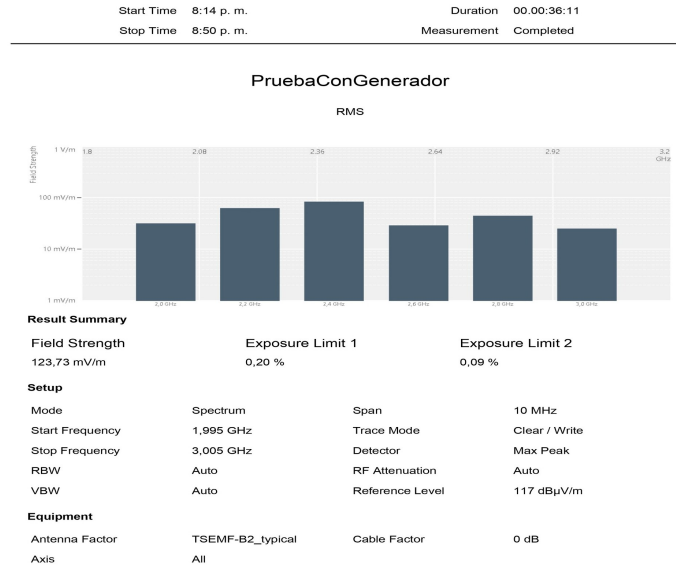 Start Time 8:14 p. m. Duration 00.00:36:11
Stop Time 8:50 p. m. Measurement Completed
PruebaConGenerador
RMS
Field Strength
1 V/m 1.8 2.08 2.36 2.64 2.92 3.2
GHz
100 mV/m
10 mV/m
1 mV/m
2,0 GHz 2,2 GHz 2,4 GHz 2,6 GHz 2,8 GHz 3,0 GHz
Result Summary
Field Strength Exposure Limit 1 Exposure Limit 2
123,73 mV/m 0,20 % 0,09 %
Setup
Mode Spectrum Span 10 MHz
Start Frequency 1,995 GHz Trace Mode Clear / Write
Stop Frequency 3,005 GHz Detector Max Peak
RBW Auto RF Attenuation Auto
VBW Auto Reference Level 117 dBµV/m
Equipment
Antenna Factor TSEMF-B2_typical Cable Factor 0 dB
Axis All